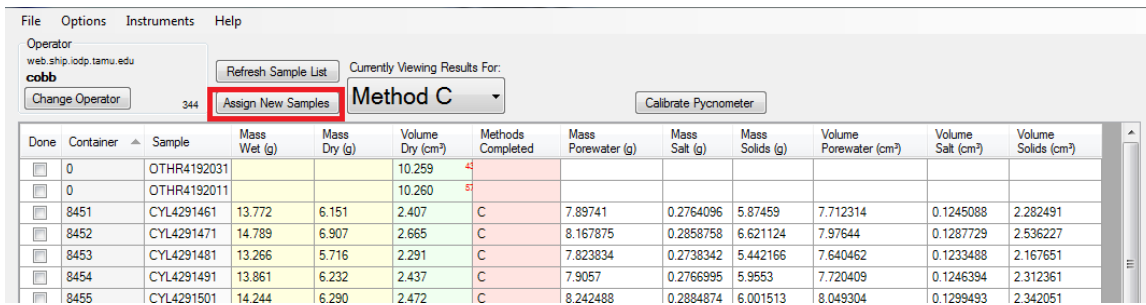 File Options Instruments Help
Operator
web.ship.iodp.tamu.edu
cobb
Change Operator
344
Refresh Sample List
Assign New Samples
Currently Viewing Results For:
Method C
Calibrate Pycnometer
Done Container Sample Mass Wet (g) Mass Dry (g) Volume Dry (cm³) Methods Completed Mass Porewater (g) Mass Salt (g) Mass Solids (g) Volume Porewater (cm³) Volume Salt (cm³) Volume Solids (cm³)
0 OTHR4192031 10.259
0 OTHR4192011 10.260
8451 CYL4291461 13.772 6.151 2.407 C 7.89741 0.2764096 5.87459 7.712314 0.1245088 2.282491
8452 CYL4291471 14.789 6.907 2.665 C 8.167875 0.2858758 6.621124 7.97644 0.1287729 2.536227
8453 CYL4291481 13.266 5.716 2.291 C 7.823834 0.2738342 5.442166 7.640462 0.1233488 2.167651
8454 CYL4291491 13.861 6.232 2.437 C 7.9057 0.2766995 5.9553 7.720409 0.1246394 2.312361
8455 CYL4291501 14.244 6.290 2.472 C 8.242488 0.2884874 6.001513 8.049304 0.1299493 2.342051